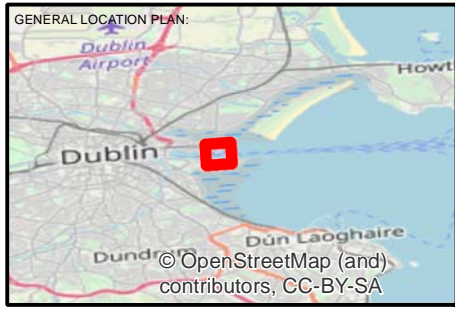 GENERAL LOCATION PLAN:
Dublin
Airport
Howt
Dublin
Dún Laoghaire
Dundrum
© OpenStreetMap (and)
contributors, CC-BY-SA